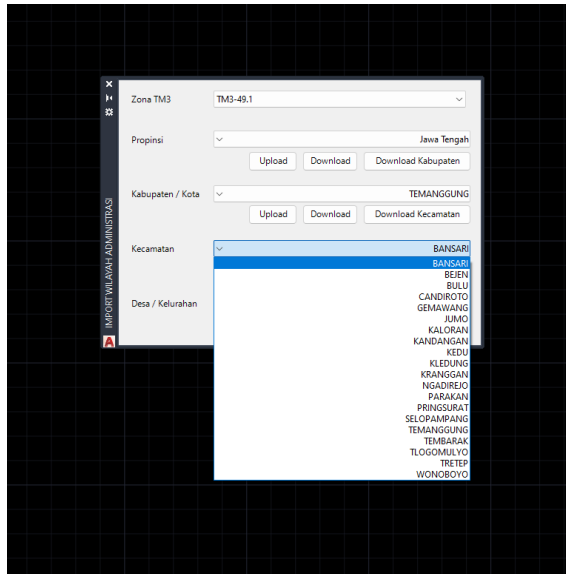 Zona TM3
TM3-49.1
Propinsi
Jawa Tengah
Upload
Download
Download Kabupaten
Kabupaten / Kota
TEMANGGUNG
Upload
Download
Download Kecamatan
Kecamatan
BANSARI
BANSARI
BEJEN
BULU
CANDIROTO
GEMAWANG
JUMO
KALORAN
KANDANGAN
KEDU
KLEDUNG
KRANGGAN
NGADIREJO
PARAKAN
PRINGSURAT
SELOPAMPANG
TEMANGGUNG
TEMBARAK
TLOGOMULYO
TRETEP
WONOBOYO
Desa / Kelurahan
IMPORT WILAYAH ADMINISTRASI
A